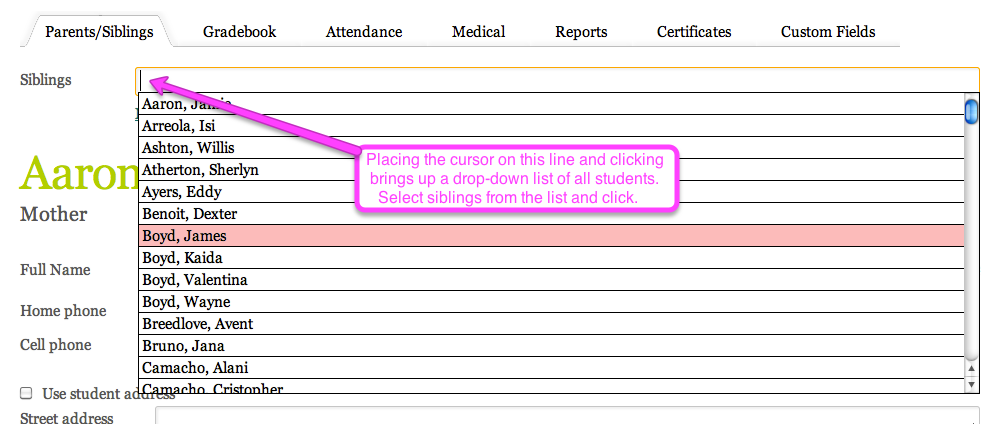 Parents/Siblings Gradebook Attendance Medical Reports Certificates Custom Fields
Siblings
Aaron, Jamie
Arreola, Isi
Ashton, Willis
Atherton, Sherlyn
Ayers, Eddy
Benoit, Dexter
Boyd, James
Boyd, Kaida
Boyd, Valentina
Boyd, Wayne
Breedlove, Avent
Bruno, Jana
Camacho, Alani
Camacho, Cristopher
Placing the cursor on this line and clicking
brings up a drop-down list of all students.
Select siblings from the list and click.
Aaron
Mother
Full Name
Home phone
Cell phone
Use student address
Street address